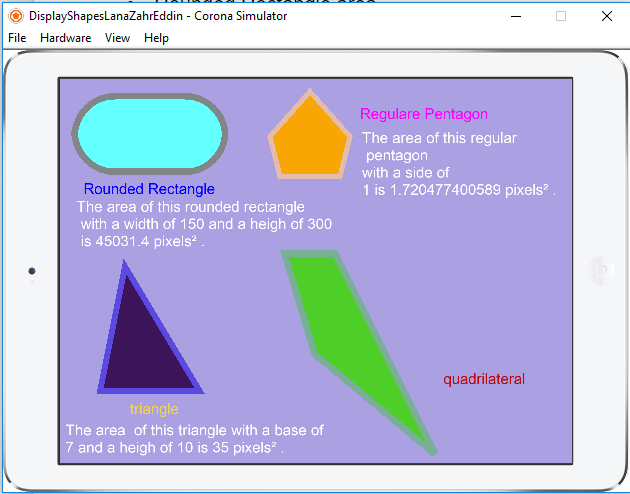 Rounded Rectangle area
DisplayShapesLanaZahrEddin - Corona Simulator
File Hardware View Help
Regulare Pentagon
The area of this regular
pentagon
with a side of
1 is 1.720477400589 pixels² .
Rounded Rectangle
The area of this rounded rectangle
with a width of 150 and a heigh of 300
is 45031.4 pixels² .
quadrilateral
triangle
The area of this triangle with a base of
7 and a heigh of 10 is 35 pixels² .